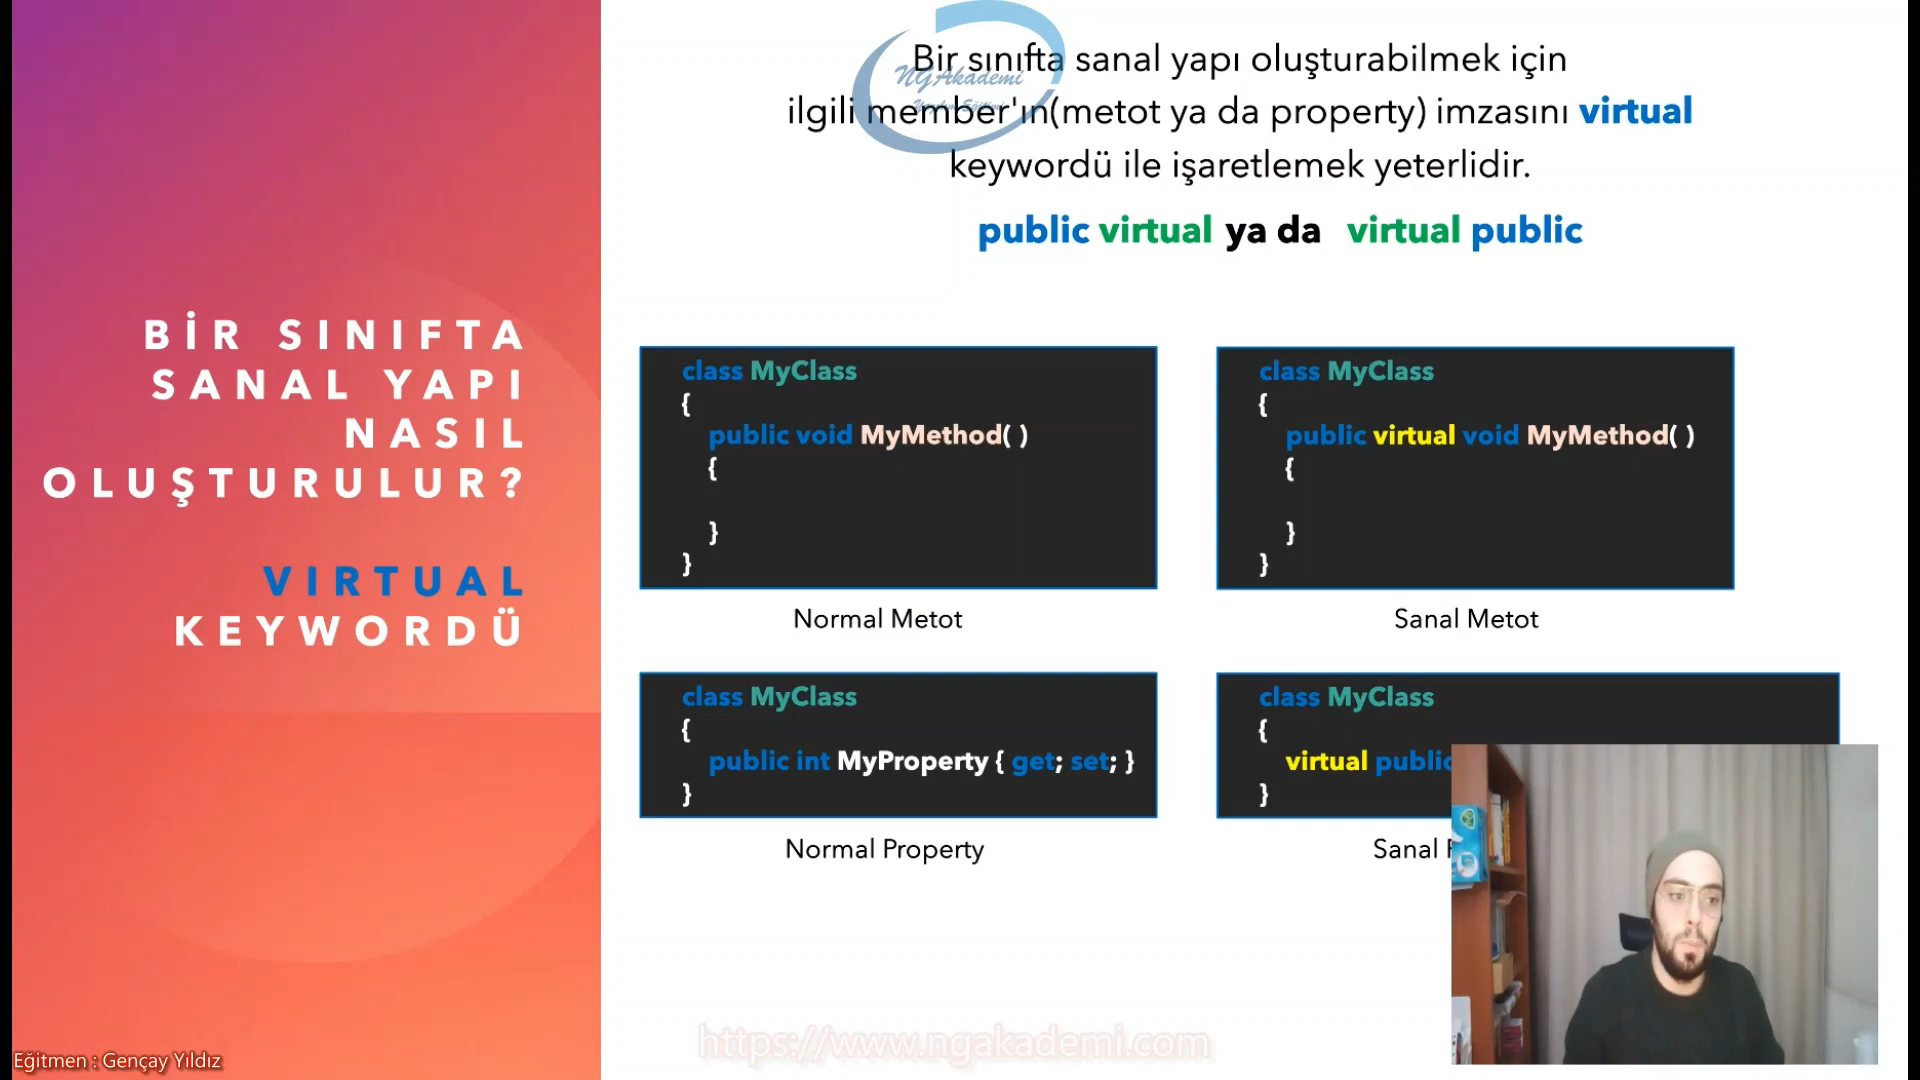 BİR SINIFTA
SANAL YAPI
NASIL
OLUŞTURULUR?
VIRTUAL
KEYWORDÜ
Eğitmen : Gençay Yıldız
NGAkademi
Bir sınıfta sanal yapı oluşturabilmek için
ilgili member'ın(metot ya da property) imzasını virtual
keywordü ile işaretlemek yeterlidir.
public virtual ya da virtual public
class MyClass
{
public void MyMethod( )
{
}
}
Normal Metot
class MyClass
{
public virtual void MyMethod( )
{
}
}
Sanal Metot
class MyClass
{
public int MyProperty { get; set; }
}
Normal Property
class MyClass
{
virtual public
}
Sanal
https://www.ngakademi.com